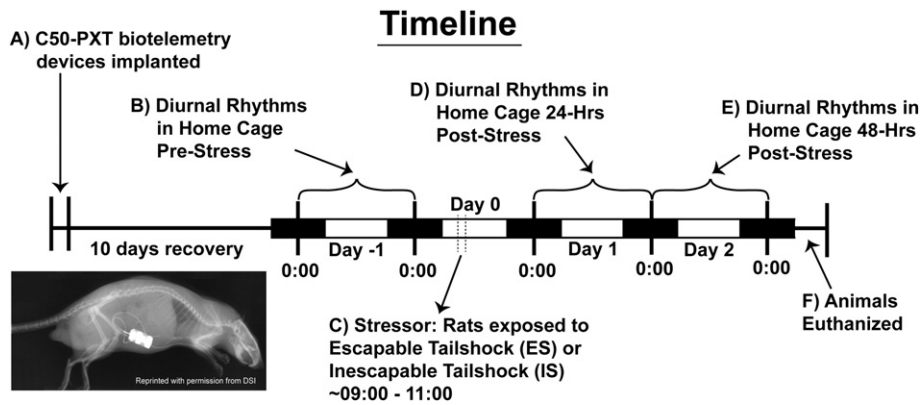 Timeline
A) C50-PXT biotelemetry
devices implanted
B) Diurnal Rhythms
in Home Cage
Pre-Stress
D) Diurnal Rhythms in
Home Cage 24-Hrs
Post-Stress
E) Diurnal Rhythms in
Home Cage 48-Hrs
Post-Stress
Day 0
10 days recovery
Day -1
Day 1
Day 2
0:00
0:00
0:00
0:00
0:00
C) Stressor: Rats exposed to
Escapable Tailshock (ES) or
Inescapable Tailshock (IS)
~09:00 - 11:00
F) Animals
Euthanized
Reprinted with permission from DSI